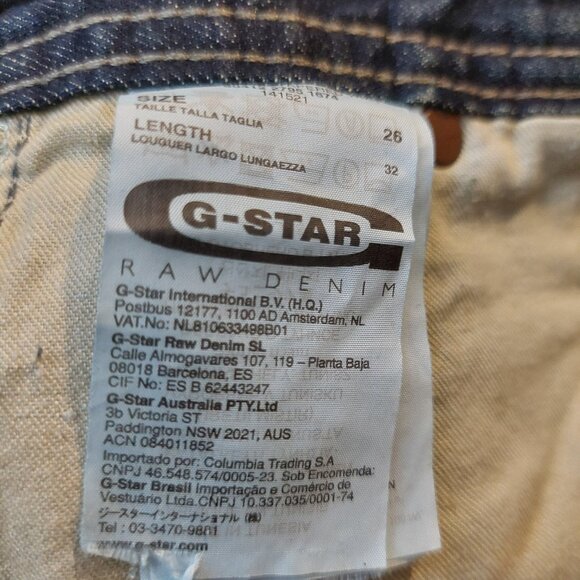 141521
SIZE
TAILLE TALLA TAGLIA 26
LENGTH
LOUGUER LARGO LUNGAEZZA 32
G-STAR
RAW DENIM
G-Star International B.V. (H.Q.)
Postbus 12177, 1100 AD Amsterdam, NL
VAT.No: NL810633498B01
G-Star Raw Denim SL
Calle Almogavares 107, 119 – Planta Baja
08018 Barcelona, ES
CIF No: ES B 62443247
G-Star Australia PTY.Ltd
3b Victoria ST
Paddington NSW 2021, AUS
ACN 084011852
Importado por: Columbia Trading S.A
CNPJ 46.548.574/0005-23. Sob Encomenda:
G-Star Brasil Importação e Comércio de
Vestuário Ltda.CNPJ 10.337.035/0001-74
ジースターインターナショナル (株)
Tel : 03-3470-9861
www.g-star.com